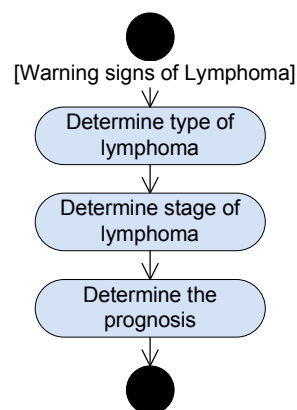 [Warning signs of Lymphoma]
Determine type of
lymphoma
Determine stage of
lymphoma
Determine the
prognosis